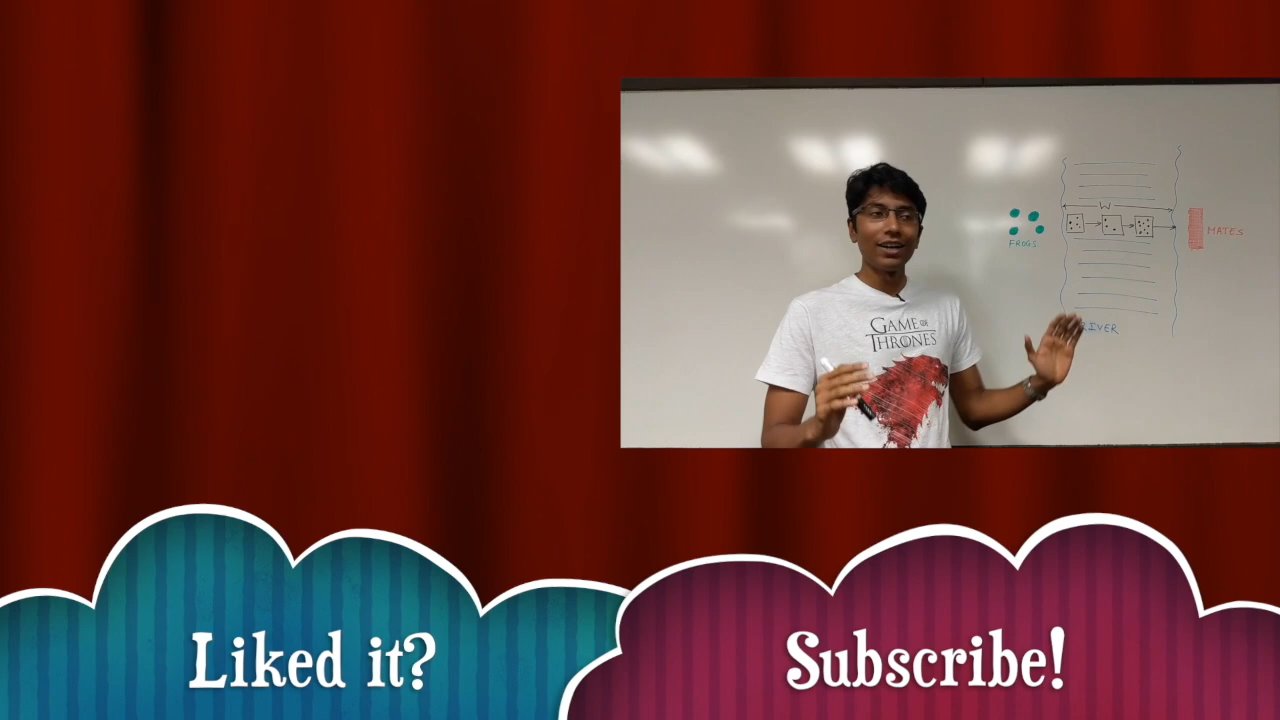 W
FROGS
MATES
RIVER
GAME OF
THRONES
Liked it?
Subscribe!